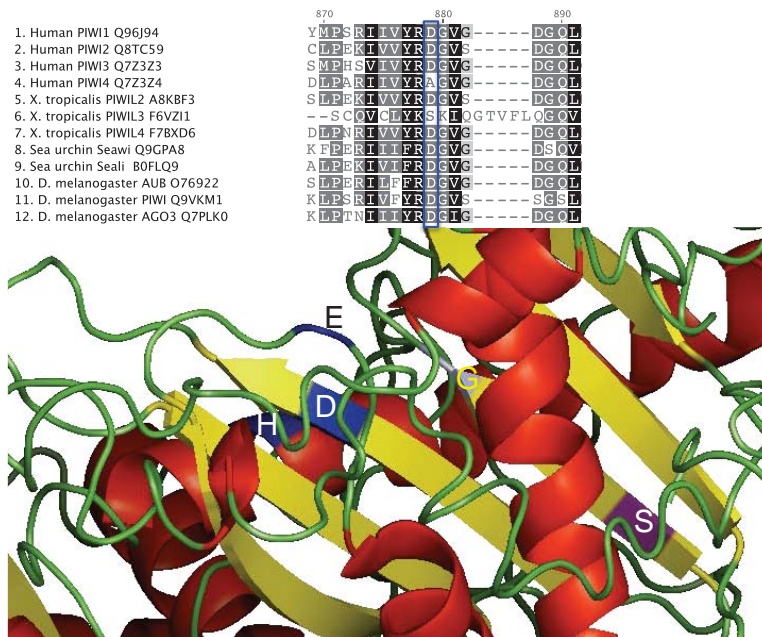 870 880 890
1. Human PIWI1 Q96J94 YMPSRIIVYRDGVG-----DGQL
2. Human PIWI2 Q8TC59 CLPEKIVVYRDGVS-----DGQL
3. Human PIWI3 Q7Z3Z3 SMPHSVIVYRDGVG-----DGQL
4. Human PIWI4 Q7Z3Z4 DLPARIIVYRAGVG-----DGQL
5. X. tropicalis PIWIL2 A8KBF3 SLPEKIVVYRDGVS-----DGQL
6. X. tropicalis PIWIL3 F6VZI1 --SCQVCLYKSKIQGTVFLQGQV
7. X. tropicalis PIWIL4 F7BXD6 DLPNRIVVYRDGVG-----DGQL
8. Sea urchin Seawi Q9GPA8 KFPERIIIFRDGVG-----DSQV
9. Sea urchin Seali B0FLQ9 ALPEKIVIFRDGVG-----DGQL
10. D. melanogaster AUB O76922 SLPERILFFRDGVG-----DGQL
11. D. melanogaster PIWI Q9VKM1 KLPSRIVFYRDGVS-----SGSL
12. D. melanogaster AGO3 Q7PLK0 KLPTNIIIYRDGIG-----DGQL
E
G
D
H
S